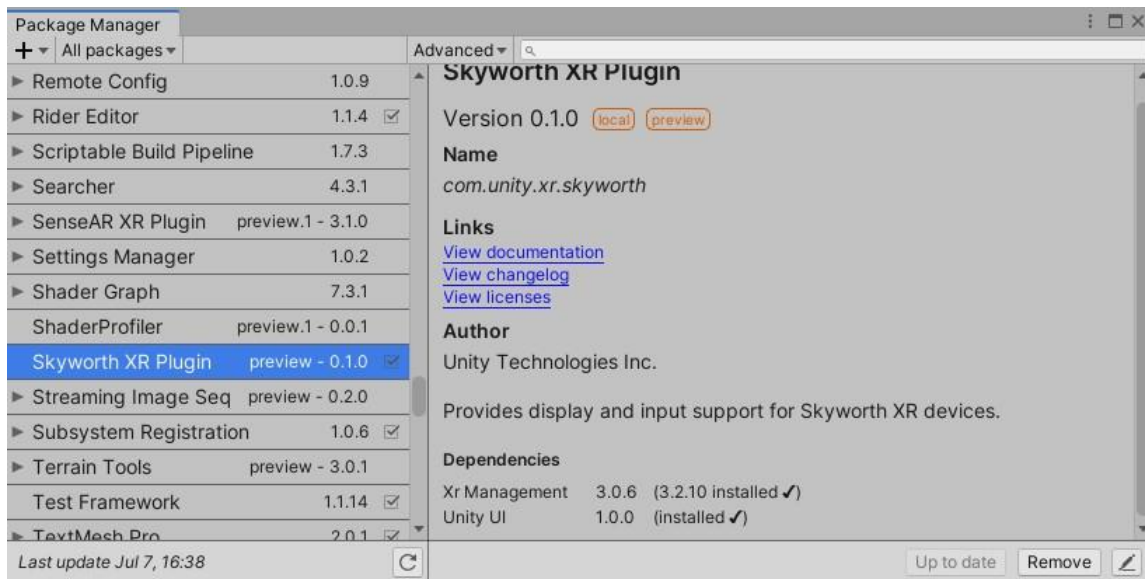 Package Manager
+ All packages Advanced
Remote Config 1.0.9
Rider Editor 1.1.4
Scriptable Build Pipeline 1.7.3
Searcher 4.3.1
SenseAR XR Plugin preview.1 - 3.1.0
Settings Manager 1.0.2
Shader Graph 7.3.1
ShaderProfiler preview.1 - 0.0.1
Skyworth XR Plugin preview - 0.1.0
Streaming Image Seq preview - 0.2.0
Subsystem Registration 1.0.6
Terrain Tools preview - 3.0.1
Test Framework 1.1.14
TextMesh Pro 2.0.1
Last update Jul 7, 16:38
Skyworth XR Plugin
Version 0.1.0 local preview
Name
com.unity.xr.skyworth
Links
View documentation
View changelog
View licenses
Author
Unity Technologies Inc.
Provides display and input support for Skyworth XR devices.
Dependencies
Xr Management 3.0.6 (3.2.10 installed ✓)
Unity UI 1.0.0 (installed ✓)
Up to date Remove